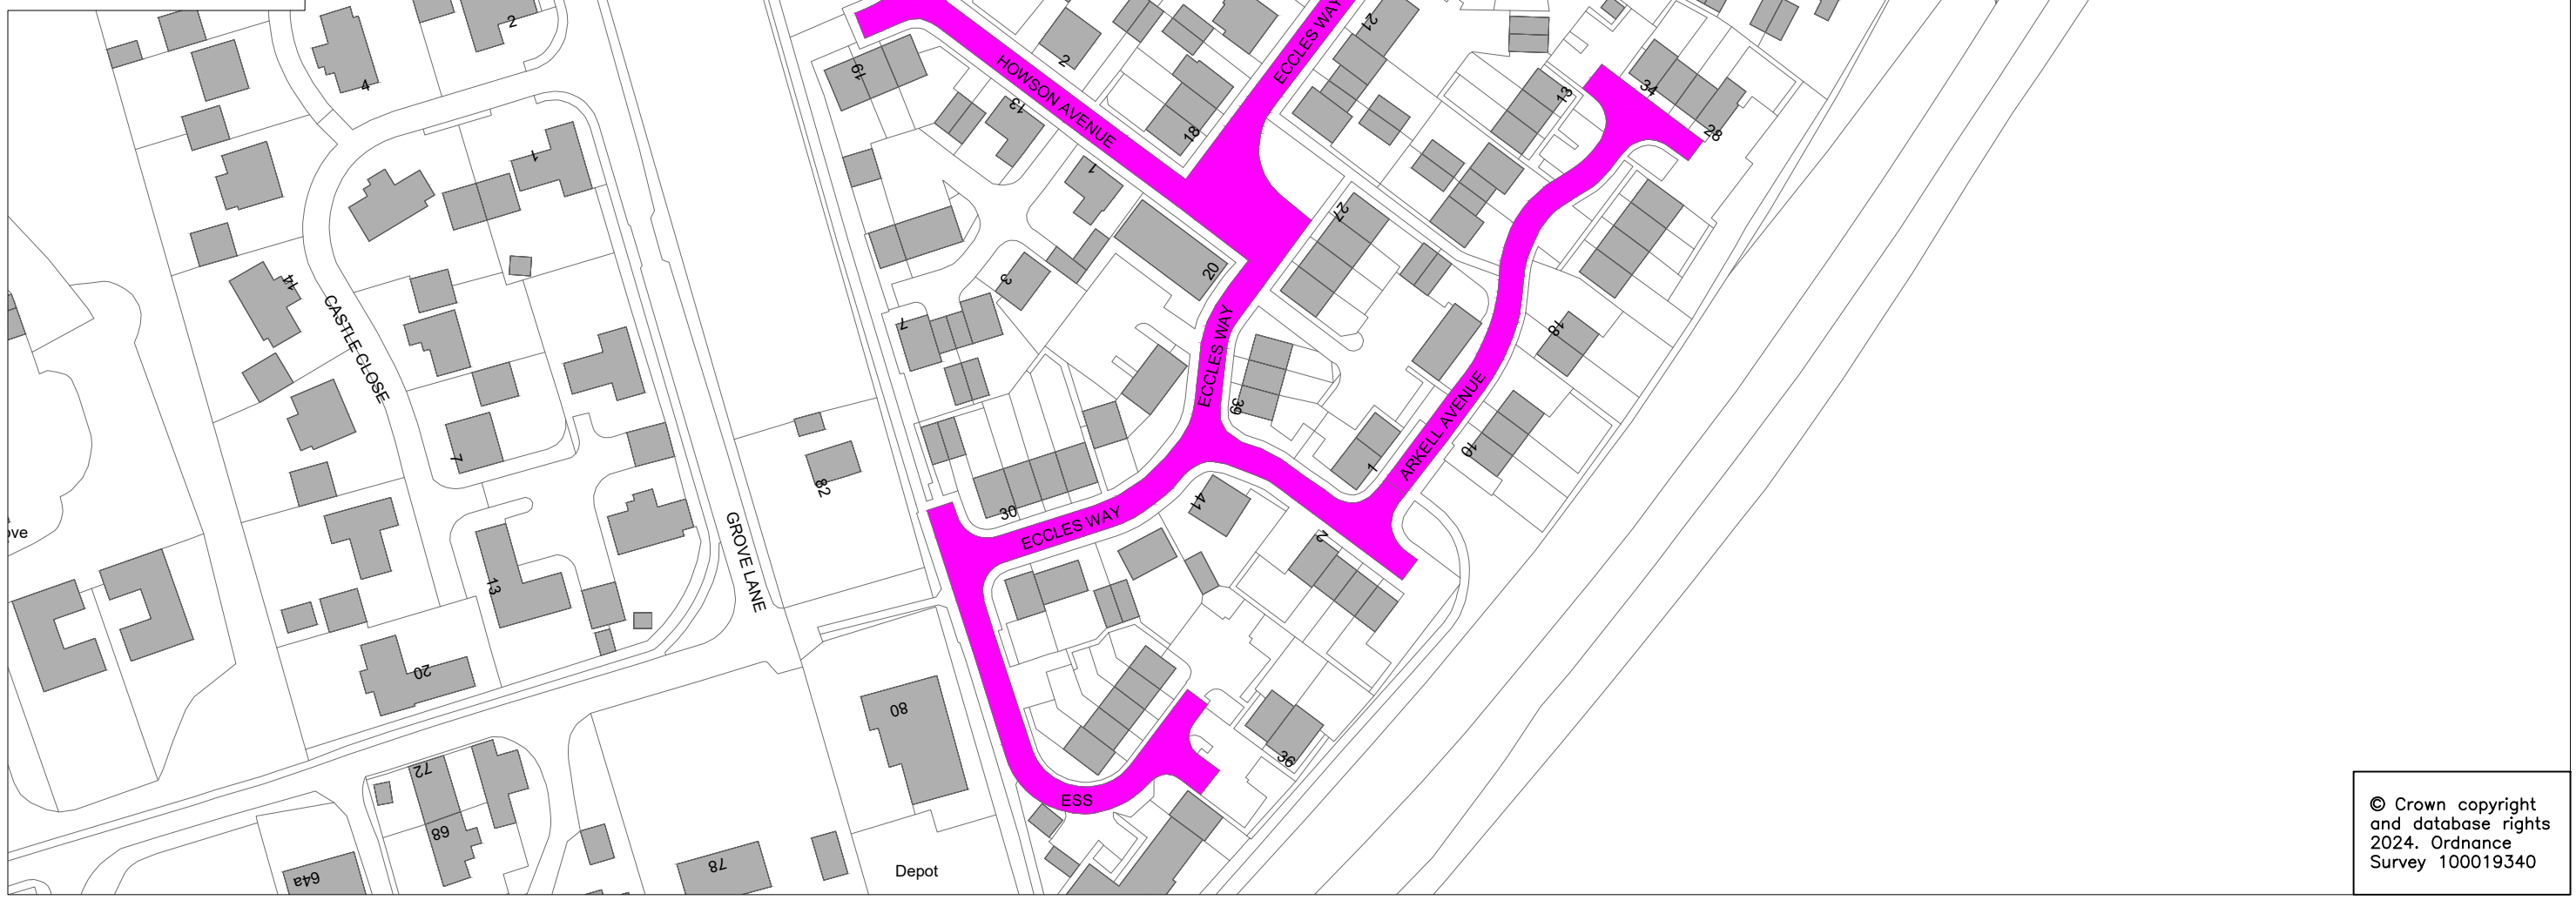 2
4
1
14
CASTLE CLOSE
7
13
20
ove
GROVE LANE
82
80
72
68
64a
78
Depot
19
HOWSON AVENUE
2
13
1
18
3
7
20
ECCLES WAY
21
27
13
34
28
ECCLES WAY
39
18
ARKELL AVENUE
10
1
41
2
30
ECCLES WAY
36
ESS
© Crown copyright
and database rights
2024. Ordnance
Survey 100019340